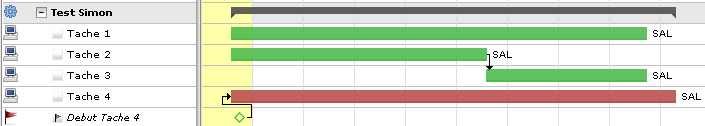 Test Simon
Tache 1 SAL
Tache 2 SAL
Tache 3 SAL
Tache 4 SAL
Debut Tache 4